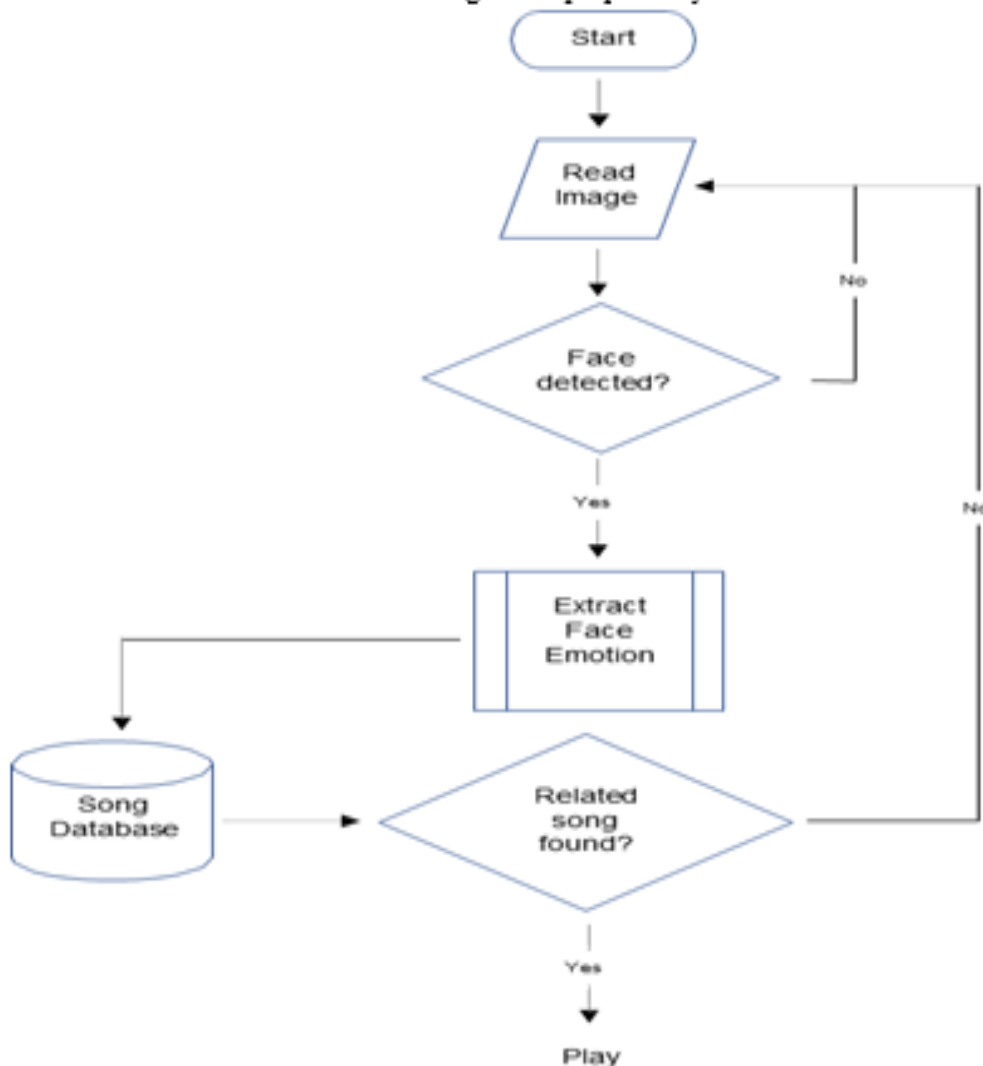 Start
Read
Image
No
Face
detected?
Yes
No
Extract
Face
Emotion
Song
Database
Related
song
found?
Yes
Play